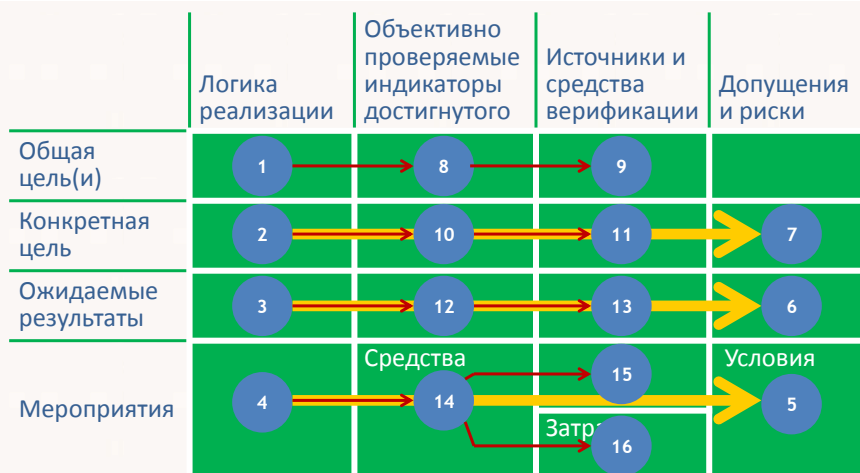 Логика
реализации
Объективно
проверяемые
индикаторы
достигнутого
Источники и
средства
верификации
Допущения
и риски
Общая
цель(и)
1
8
9
Конкретная
цель
2
10
11
7
Ожидаемые
результаты
3
12
13
6
Мероприятия
4
Средства
14
15
Условия
5
16